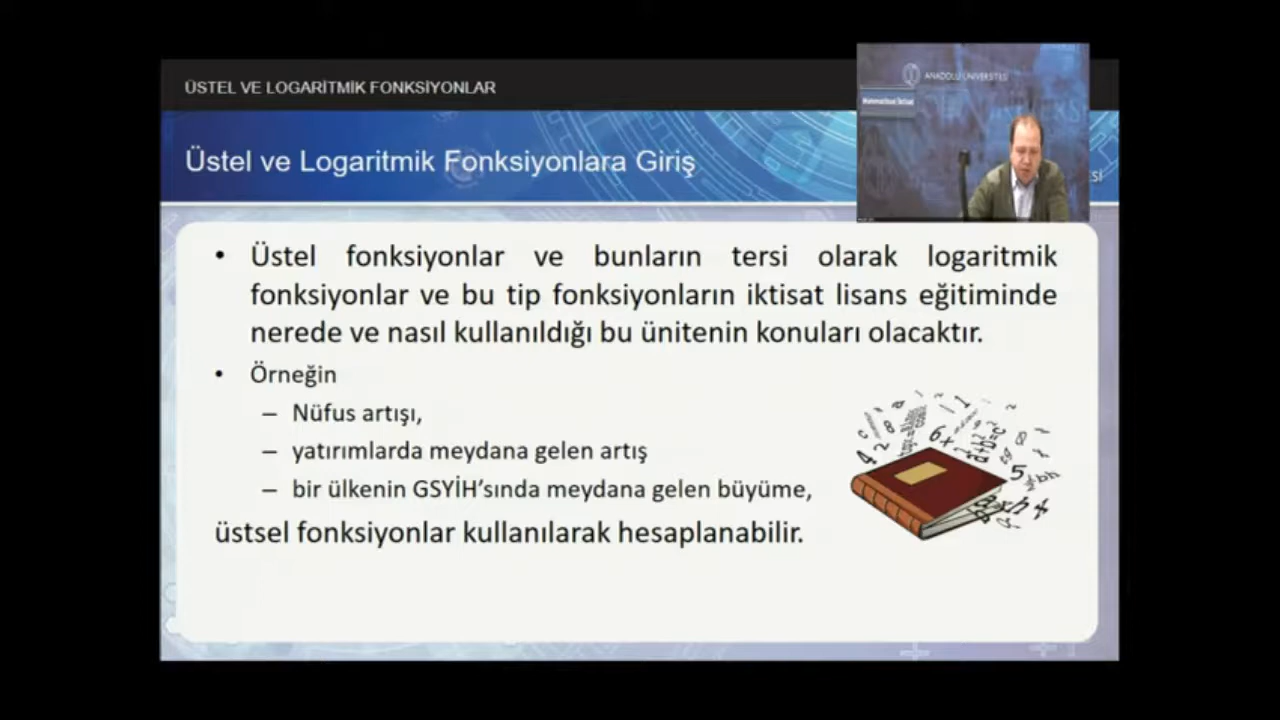 ÜSTEL VE LOGARİTMİK FONKSİYONLAR
ANADOLU ÜNİVERSİTESİ
Matematiksel İktisat
Üstel ve Logaritmik Fonksiyonlara Giriş
• Üstel fonksiyonlar ve bunların tersi olarak logaritmik
fonksiyonlar ve bu tip fonksiyonların iktisat lisans eğitiminde
nerede ve nasıl kullanıldığı bu ünitenin konuları olacaktır.
• Örneğin
– Nüfus artışı,
– yatırımlarda meydana gelen artış
– bir ülkenin GSYİH’sında meydana gelen büyüme,
üstsel fonksiyonlar kullanılarak hesaplanabilir.